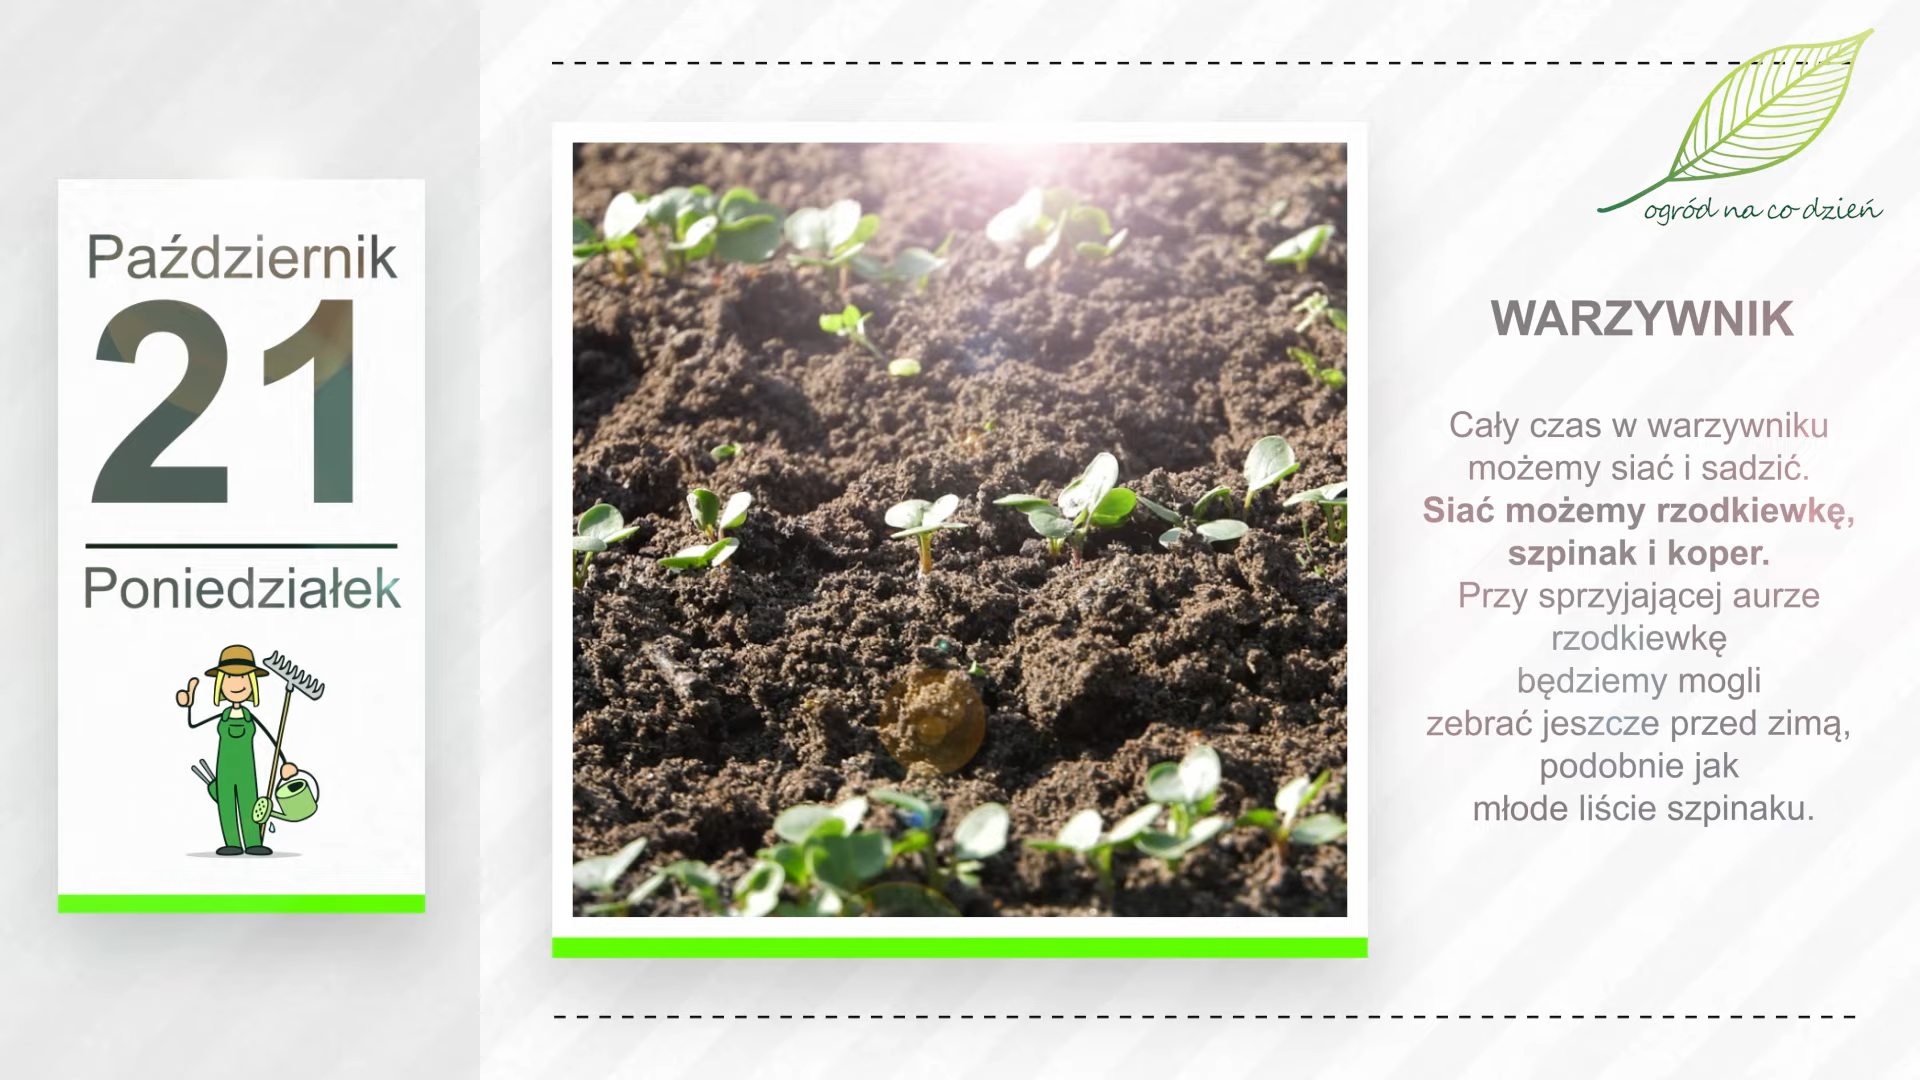 Październik
21
Poniedziałek
ogród na co dzień
WARZYWNIK
Cały czas w warzywniku
możemy siać i sadzić.
Siać możemy rzodkiewkę,
szpinak i koper.
Przy sprzyjającej aurze
rzodkiewkę
będziemy mogli
zebrać jeszcze przed zimą,
podobnie jak
młode liście szpinaku.